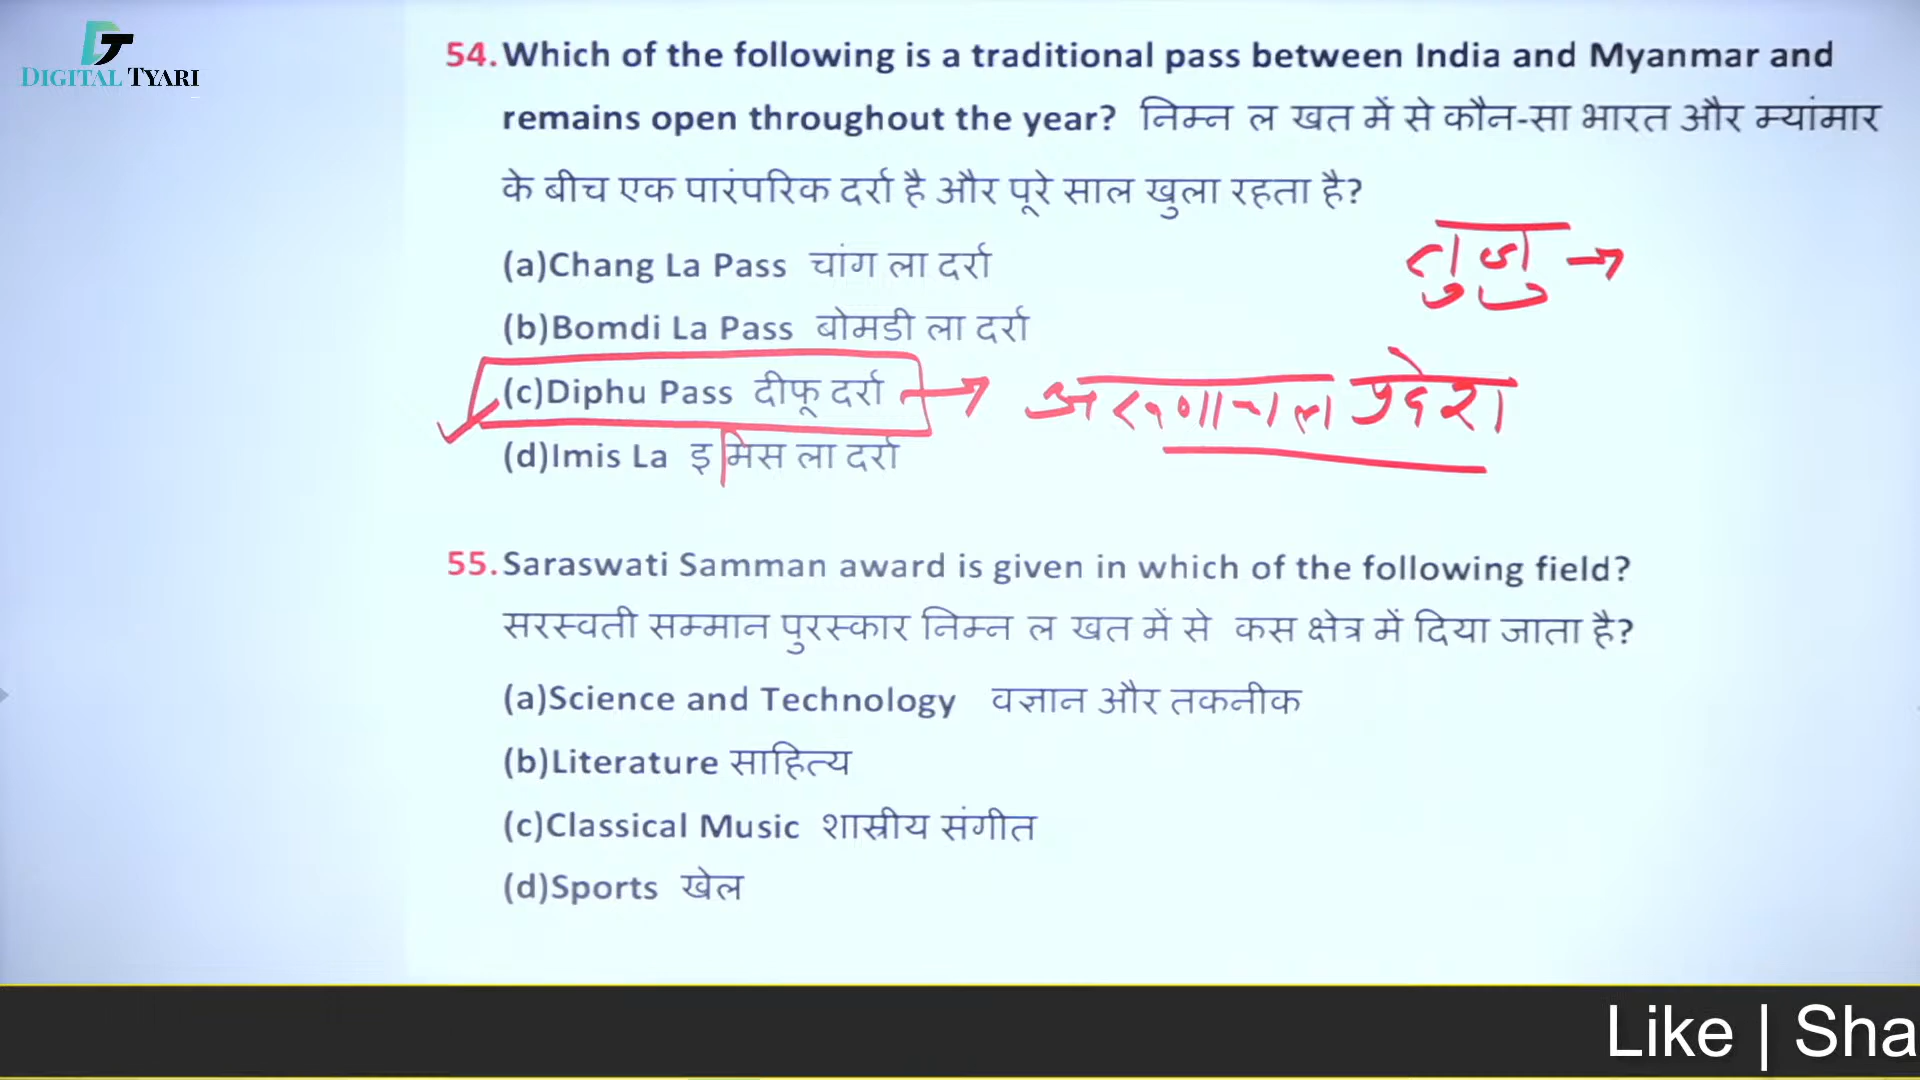 DT
DIGITAL TYARI
54. Which of the following is a traditional pass between India and Myanmar and
remains open throughout the year? निम्न ल खत में से कौन-सा भारत और म्यांमार
के बीच एक पारंपरिक दर्रा है और पूरे साल खुला रहता है?
(a)Chang La Pass चांग ला दर्रा
(b)Bomdi La Pass बोमडी ला दर्रा
(c)Diphu Pass दीफू दर्रा → अरुणाचल प्रदेश
(d)Imis La इ मिस ला दर्रा
55. Saraswati Samman award is given in which of the following field?
सरस्वती सम्मान पुरस्कार निम्न ल खत में से कस क्षेत्र में दिया जाता है?
(a)Science and Technology वज्ञान और तकनीक
(b)Literature साहित्य
(c)Classical Music शास्रीय संगीत
(d)Sports खेल
Like | Sha